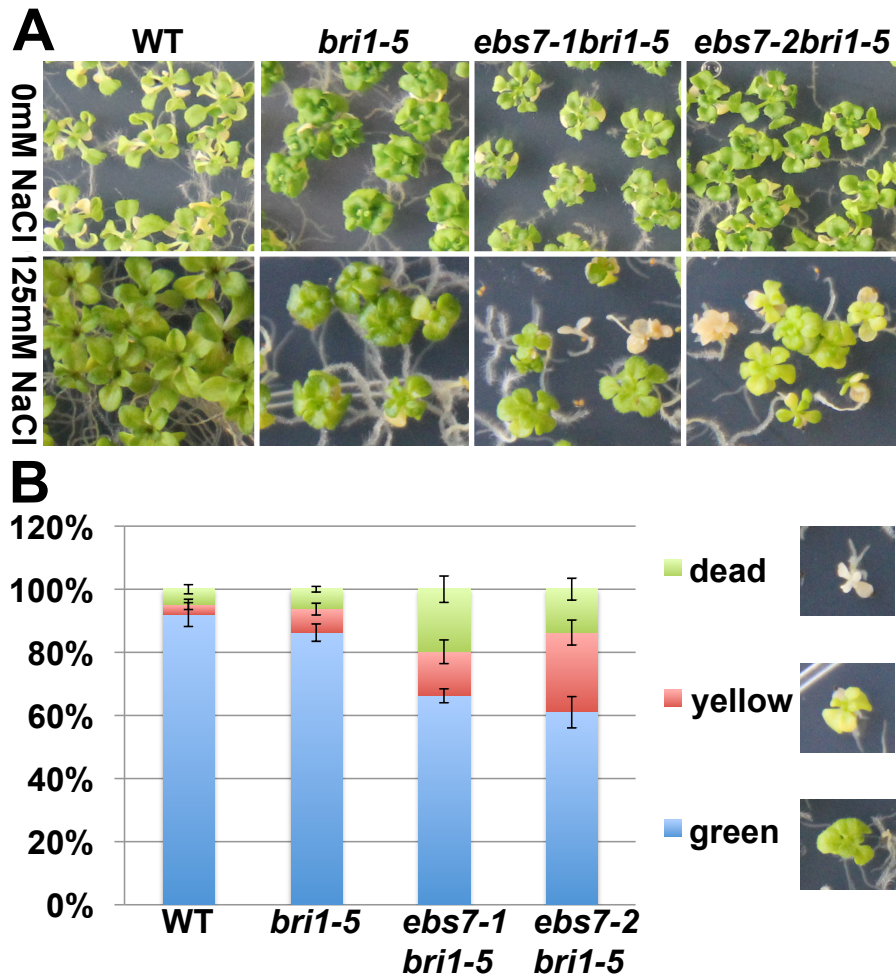 A
WT bri1-5 ebs7-1bri1-5 ebs7-2bri1-5
0mM NaCl
125mM NaCl
B
120%
100%
80%
60%
40%
20%
0%
WT bri1-5 ebs7-1 ebs7-2
bri1-5 bri1-5
dead
yellow
green